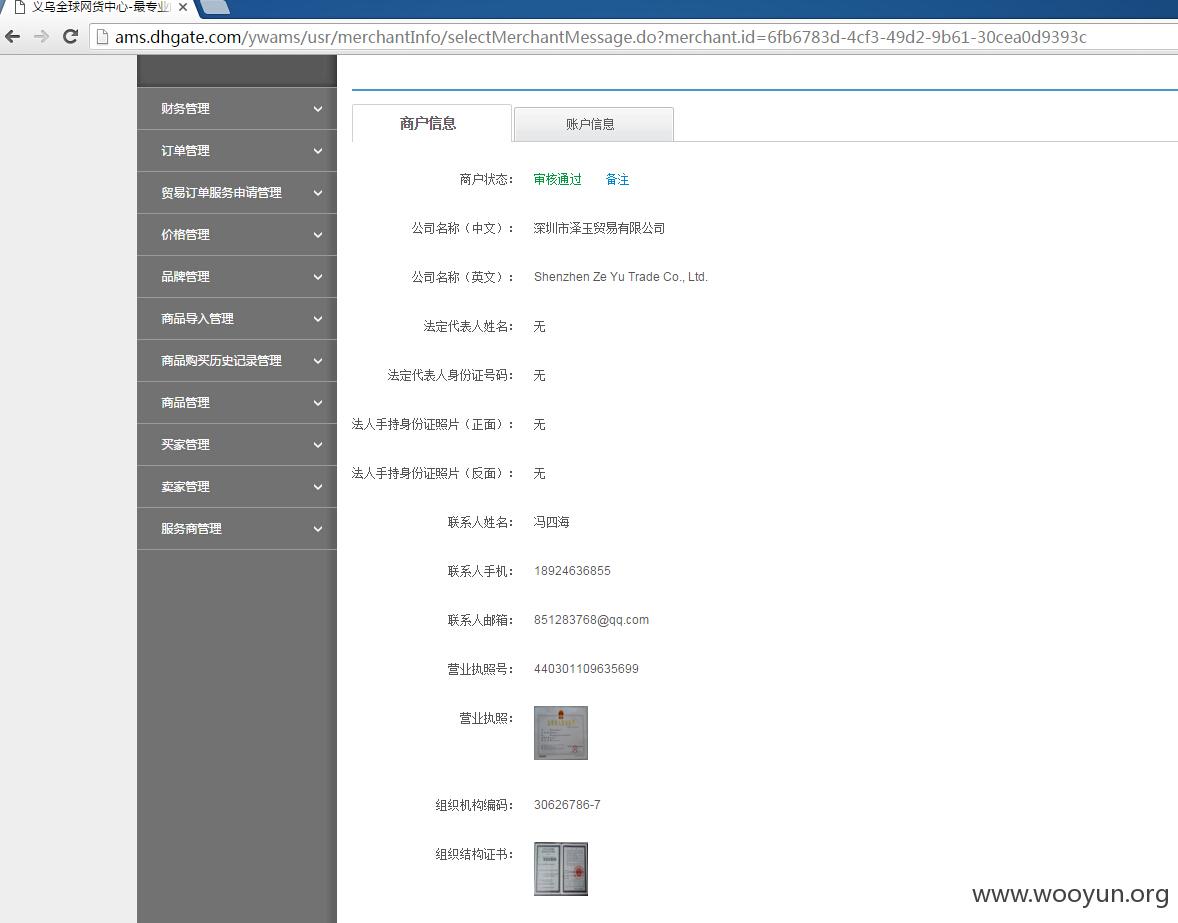 义乌全球网货中心-最专业
ams.dhgate.com/ywams/usr/merchantInfo/selectMerchantMessage.do?merchant.id=6fb6783d-4cf3-49d2-9b61-30cea0d9393c
财务管理
订单管理
贸易订单服务申请管理
价格管理
品牌管理
商品导入管理
商品购买历史记录管理
商品管理
买家管理
卖家管理
服务商管理
商户信息 账户信息
商户状态: 审核通过 备注
公司名称（中文）: 深圳市泽玉贸易有限公司
公司名称（英文）: Shenzhen Ze Yu Trade Co., Ltd.
法定代表人姓名: 无
法定代表人身份证号码: 无
法人手持身份证照片（正面）: 无
法人手持身份证照片（反面）: 无
联系人姓名: 冯四海
联系人手机: 18924636855
联系人邮箱: 851283768@qq.com
营业执照号: 440301109635699
营业执照:
组织机构编码: 30626786-7
组织结构证书:
www.wooyun.org